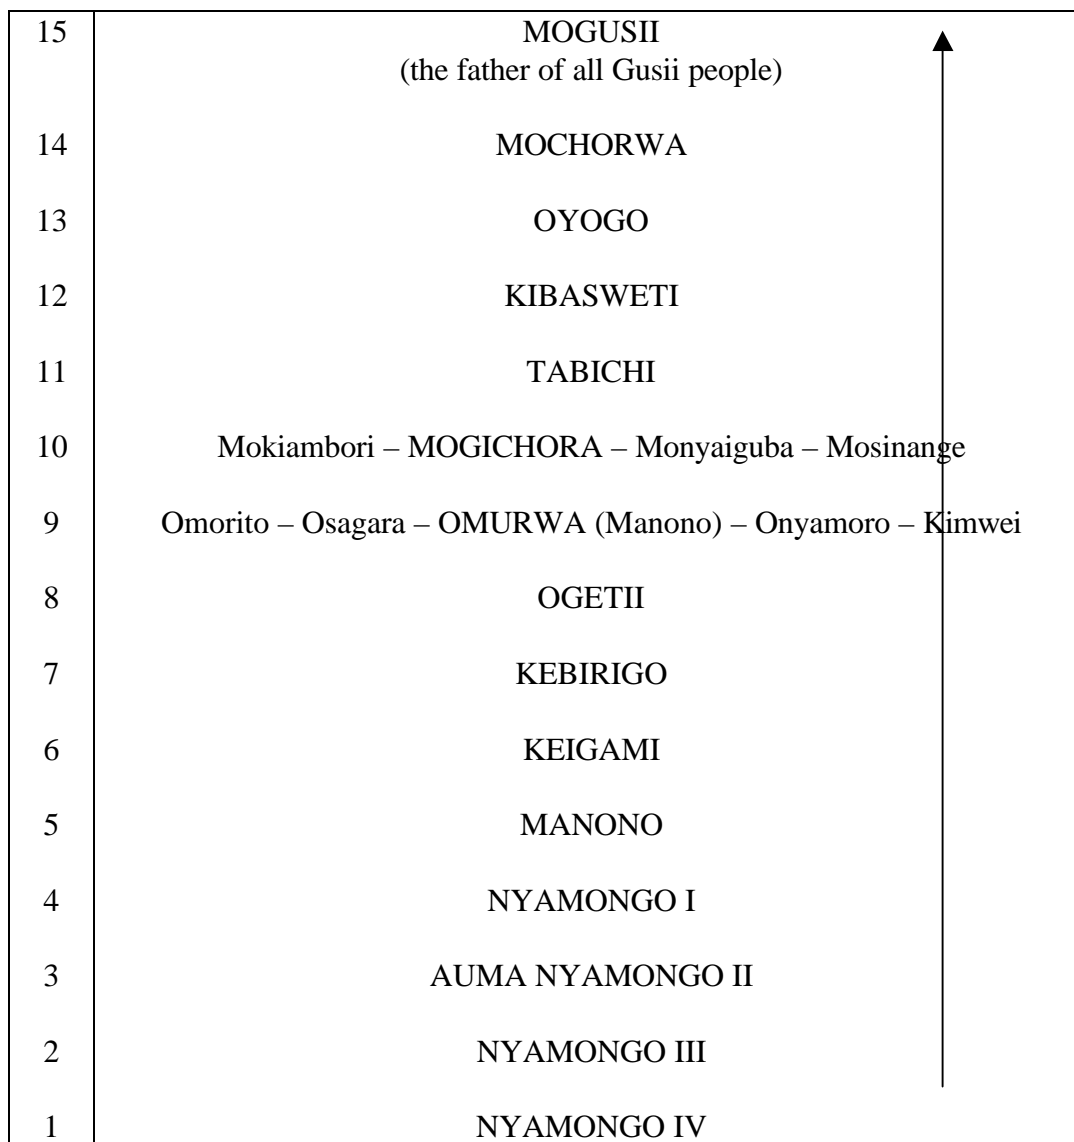 15 MOGUSII
(the father of all Gusii people)
14 MOCHORWA
13 OYOGO
12 KIBASWETI
11 TABICHI
10 Mokiambori – MOGICHORA – Monyaiguba – Mosinange
9 Omorito – Osagara – OMURWA (Manono) – Onyamoro – Kimwei
8 OGETII
7 KEBIRIGO
6 KEIGAMI
5 MANONO
4 NYAMONGO I
3 AUMA NYAMONGO II
2 NYAMONGO III
1 NYAMONGO IV